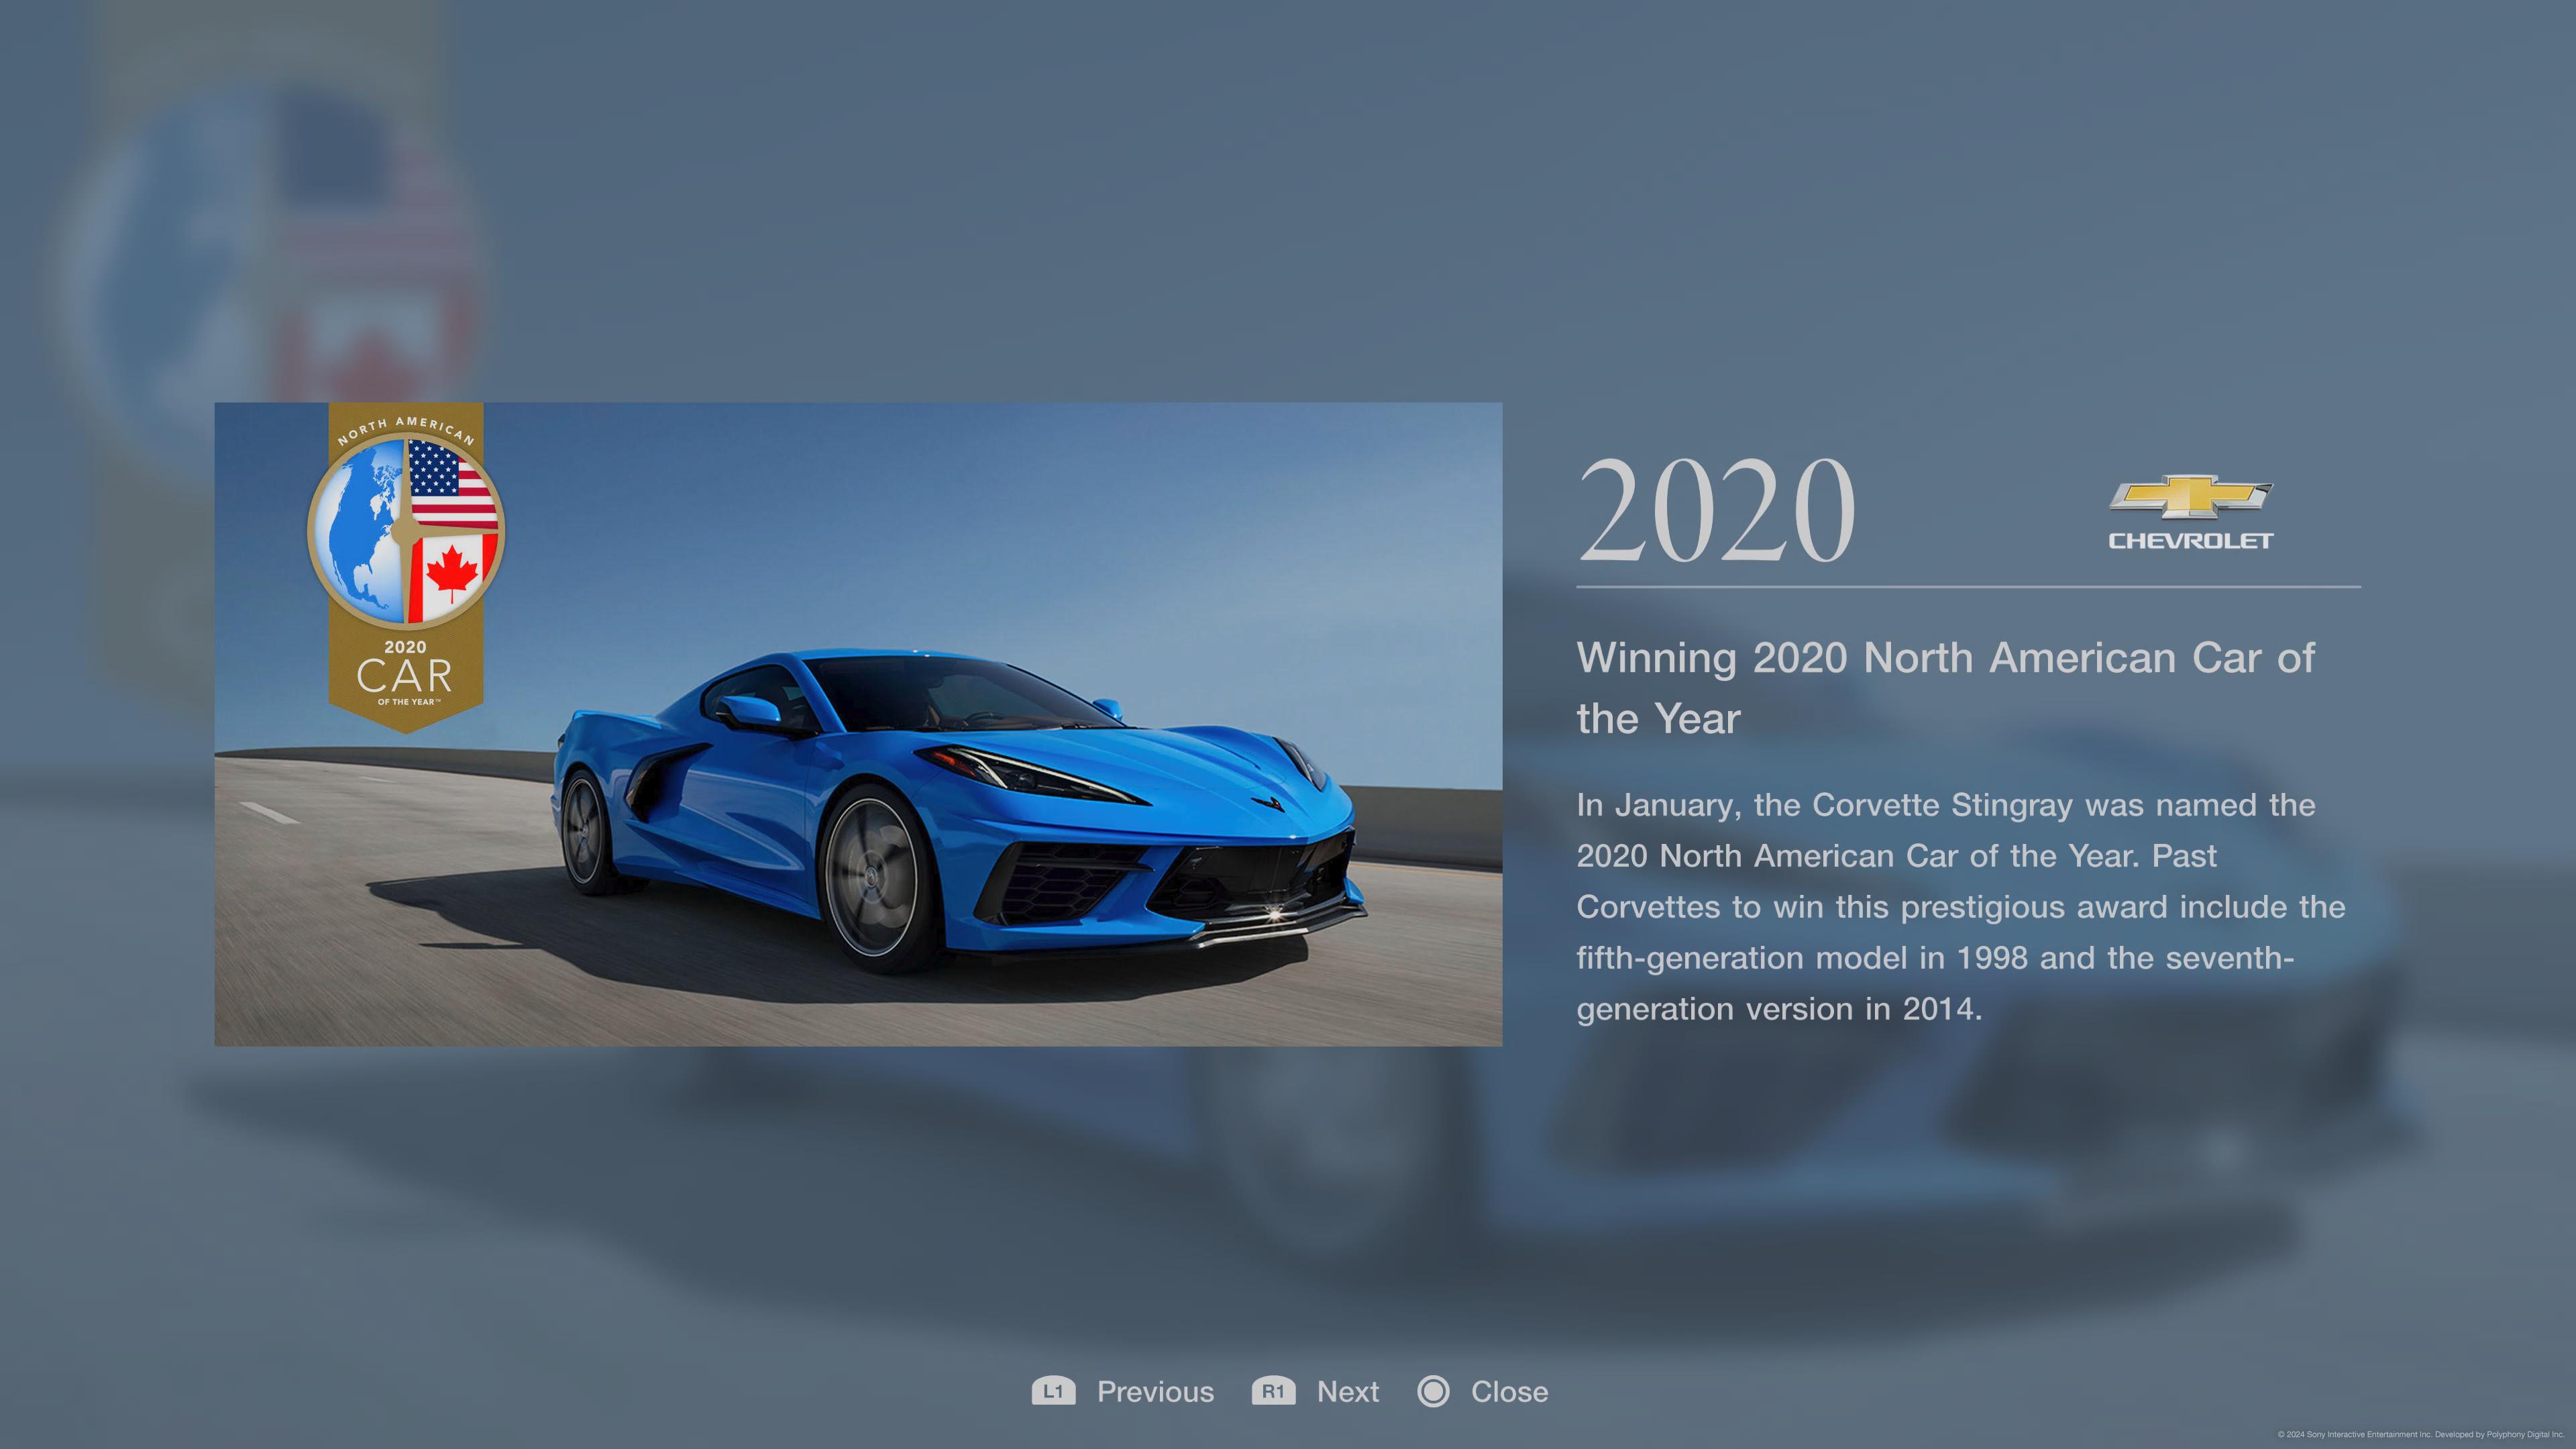 NORTH AMERICAN
2020
CAR
OF THE YEAR™
2020
CHEVROLET
Winning 2020 North American Car of
the Year
In January, the Corvette Stingray was named the
2020 North American Car of the Year. Past
Corvettes to win this prestigious award include the
fifth-generation model in 1998 and the seventh-
generation version in 2014.
L1 Previous R1 Next Close
© 2024 Sony Interactive Entertainment Inc. Developed by Polyphony Digital Inc.